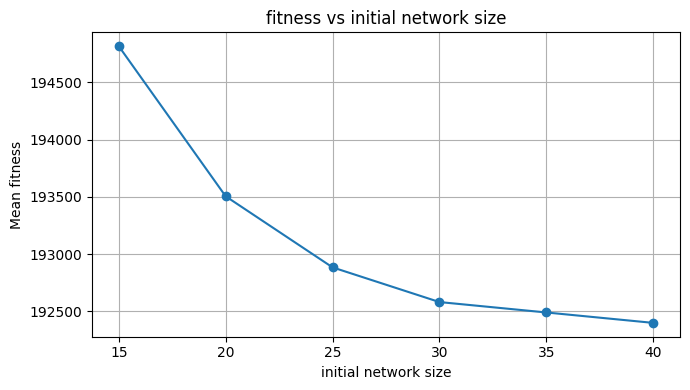 fitness vs initial network size
Mean fitness
194500
194000
193500
193000
192500
15 20 25 30 35 40
initial network size